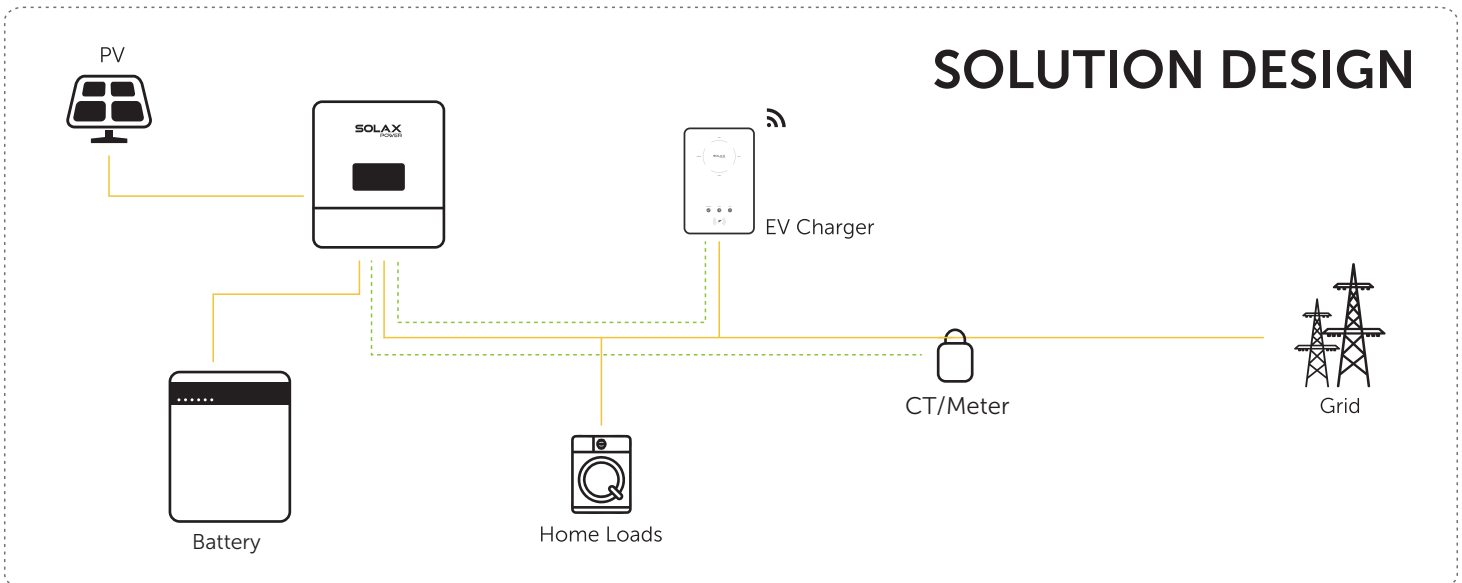 PV
SOLUTION DESIGN
SOLAX
POWER
EV Charger
CT/Meter
Grid
Home Loads
Battery